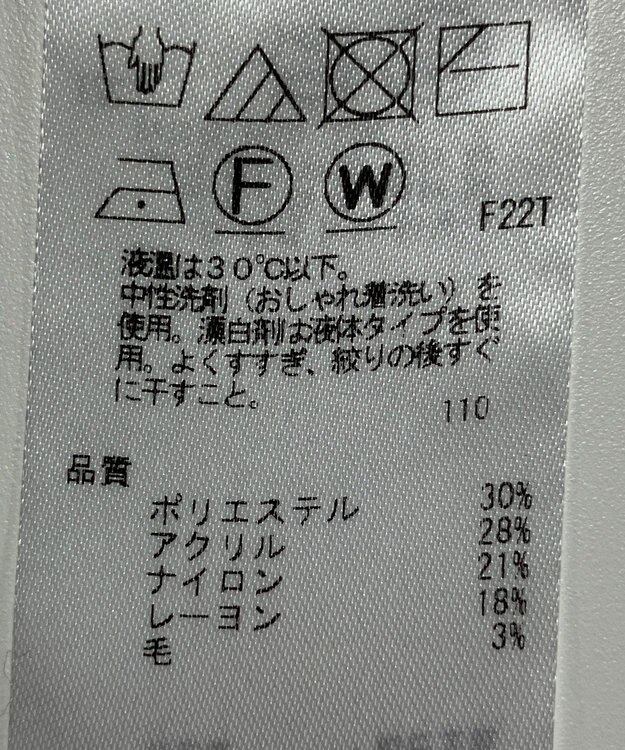 F W F22T
液温は30℃以下。
中性洗剤(おしゃれ着洗い)を
使用。漂白剤は液体タイプを使
用。よくすすぎ、絞りの後すぐ
に干すこと。
110
品質
ポリエステル 30%
アクリル 28%
ナイロン 21%
レーヨン 18%
毛 3%